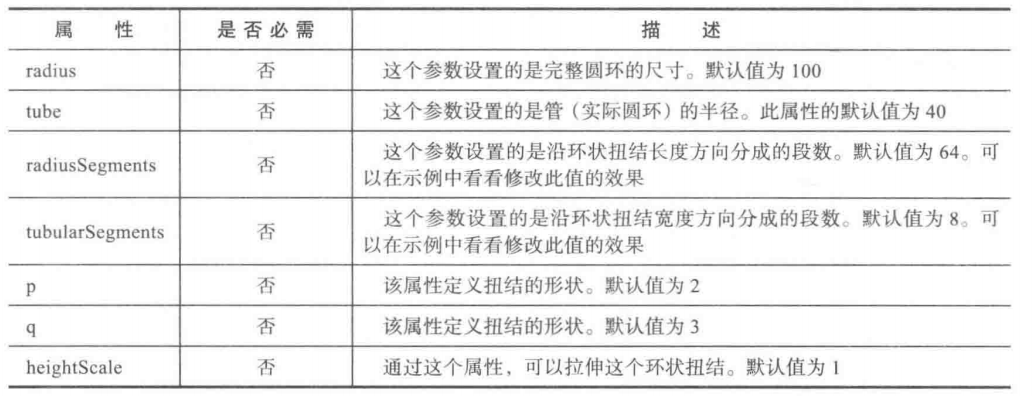 属 性 是否必需 描 述
radius 否 这个参数设置的是完整圆环的尺寸。默认值为 100
tube 否 这个参数设置的是管（实际圆环）的半径。此属性的默认值为 40
radiusSegments 否 这个参数设置的是沿环状扭结长度方向分成的段数。默认值为 64。可
以在示例中看看修改此值的效果
tubularSegments 否 这个参数设置的是沿环状扭结宽度方向分成的段数。默认值为 8。可
以在示例中看看修改此值的效果
p 否 该属性定义扭结的形状。默认值为 2
q 否 该属性定义扭结的形状。默认值为 3
heightScale 否 通过这个属性，可以拉伸这个环状扭结。默认值为 1